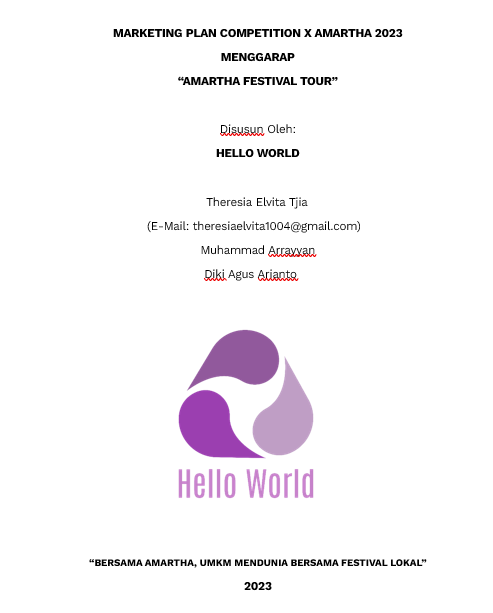 MARKETING PLAN COMPETITION X AMARTHA 2023
MENGGARAP
“AMARTHA FESTIVAL TOUR”
Disusun Oleh:
HELLO WORLD
Theresia Elvita Tjia
(E-Mail: theresiaelvita1004@gmail.com)
Muhammad Arrayyan
Diki Agus Arianto
Hello World
“BERSAMA AMARTHA, UMKM MENDUNIA BERSAMA FESTIVAL LOKAL”
2023